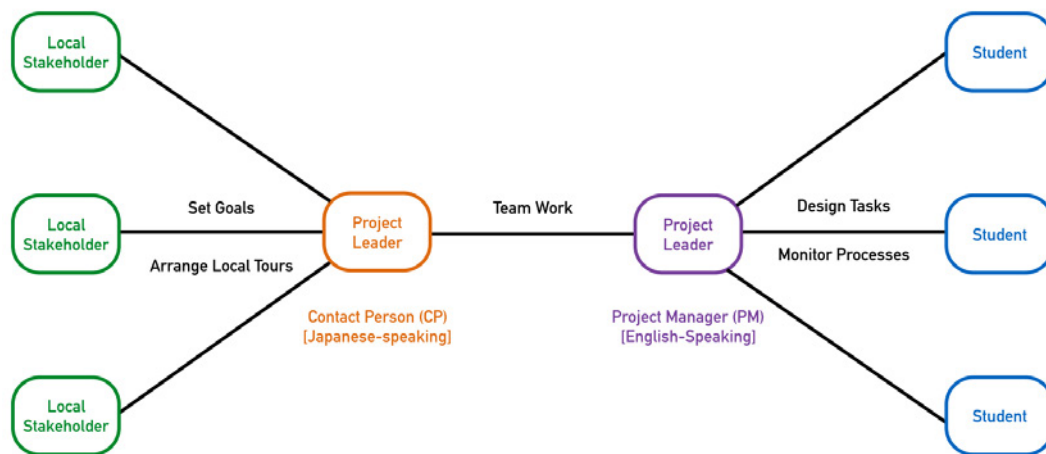 Local
Stakeholder
Student
Local
Stakeholder
Set Goals
Arrange Local Tours
Project
Leader
Team Work
Project
Leader
Design Tasks
Monitor Processes
Student
Contact Person (CP)
[Japanese-speaking]
Project Manager (PM)
[English-Speaking]
Local
Stakeholder
Student